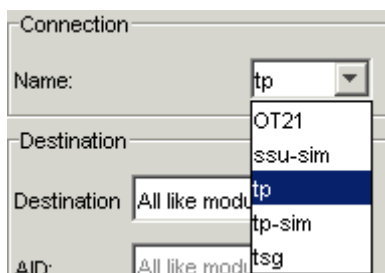 Connection
Name: tp
OT21
ssu-sim
Destination
tp
Destination All like modu
tp-sim
AID: All like modu
tsg